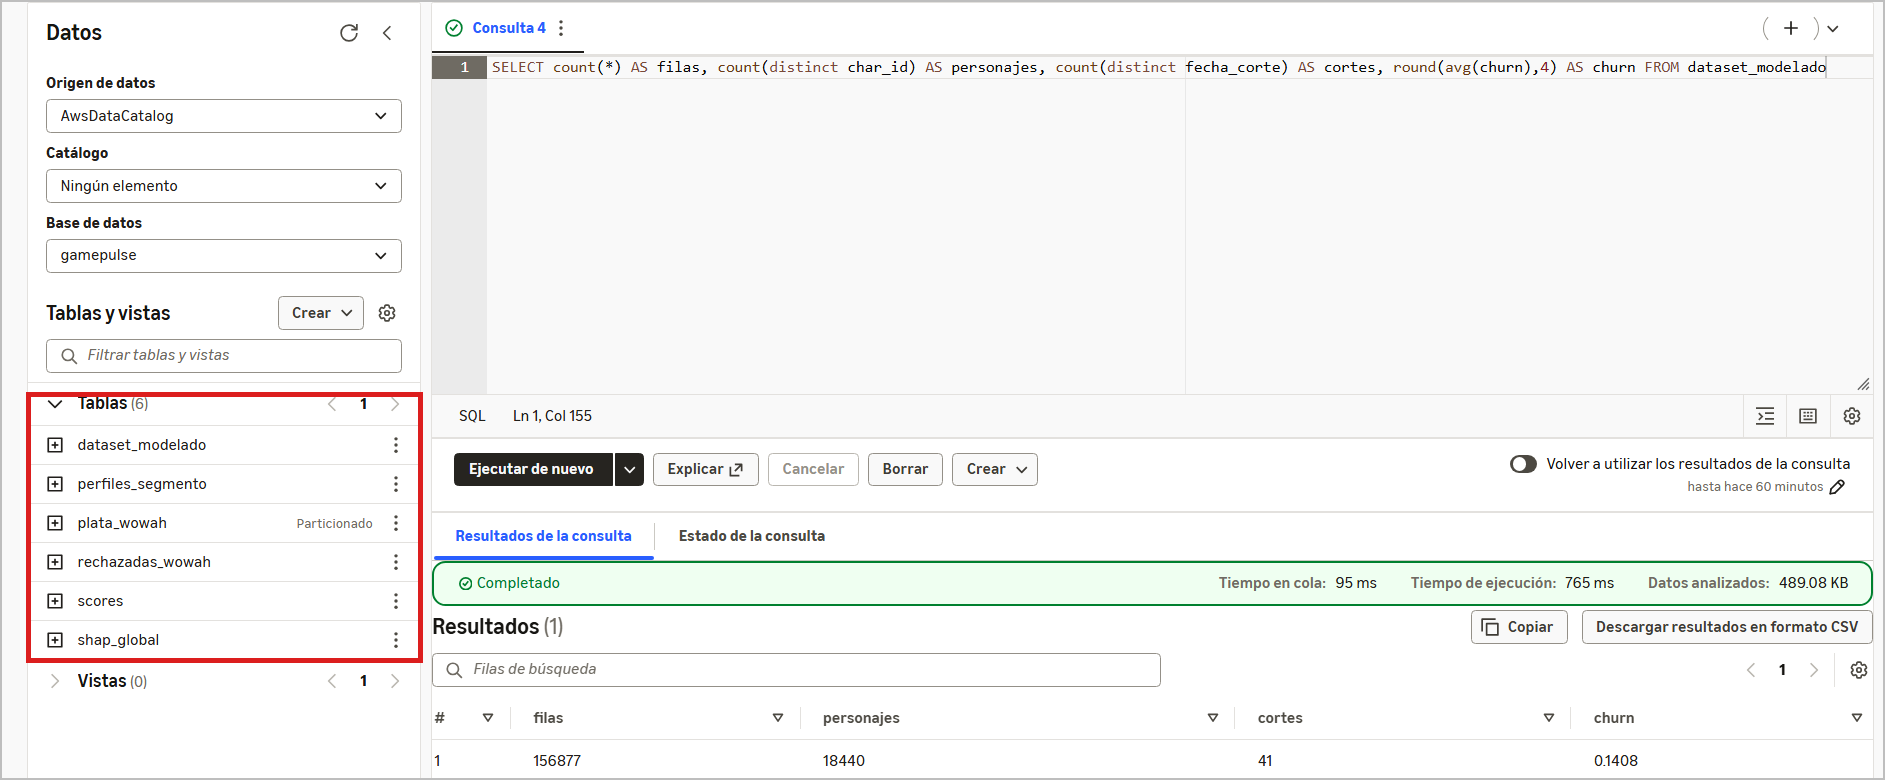 Datos
Origen de datos
AwsDataCatalog
Catálogo
Ningún elemento
Base de datos
gamepulse
Tablas y vistas
Crear
Filtrar tablas y vistas
Tablas (6)
1
dataset_modelado
perfiles_segmento
plata_wowah Particionado
rechazadas_wowah
scores
shap_global
Vistas (0)
1
Consulta 4
1 SELECT count(*) AS filas, count(distinct char_id) AS personajes, count(distinct fecha_corte) AS cortes, round(avg(churn),4) AS churn FROM dataset_modelado
SQL Ln 1, Col 155
Ejecutar de nuevo Explicar Cancelar Borrar Crear
Volver a utilizar los resultados de la consulta
hasta hace 60 minutos
Resultados de la consulta Estado de la consulta
Completado Tiempo en cola: 95 ms Tiempo de ejecución: 765 ms Datos analizados: 489.08 KB
Resultados (1) Copiar Descargar resultados en formato CSV
Filas de búsqueda
1
# filas personajes cortes churn
1 156877 18440 41 0.1408